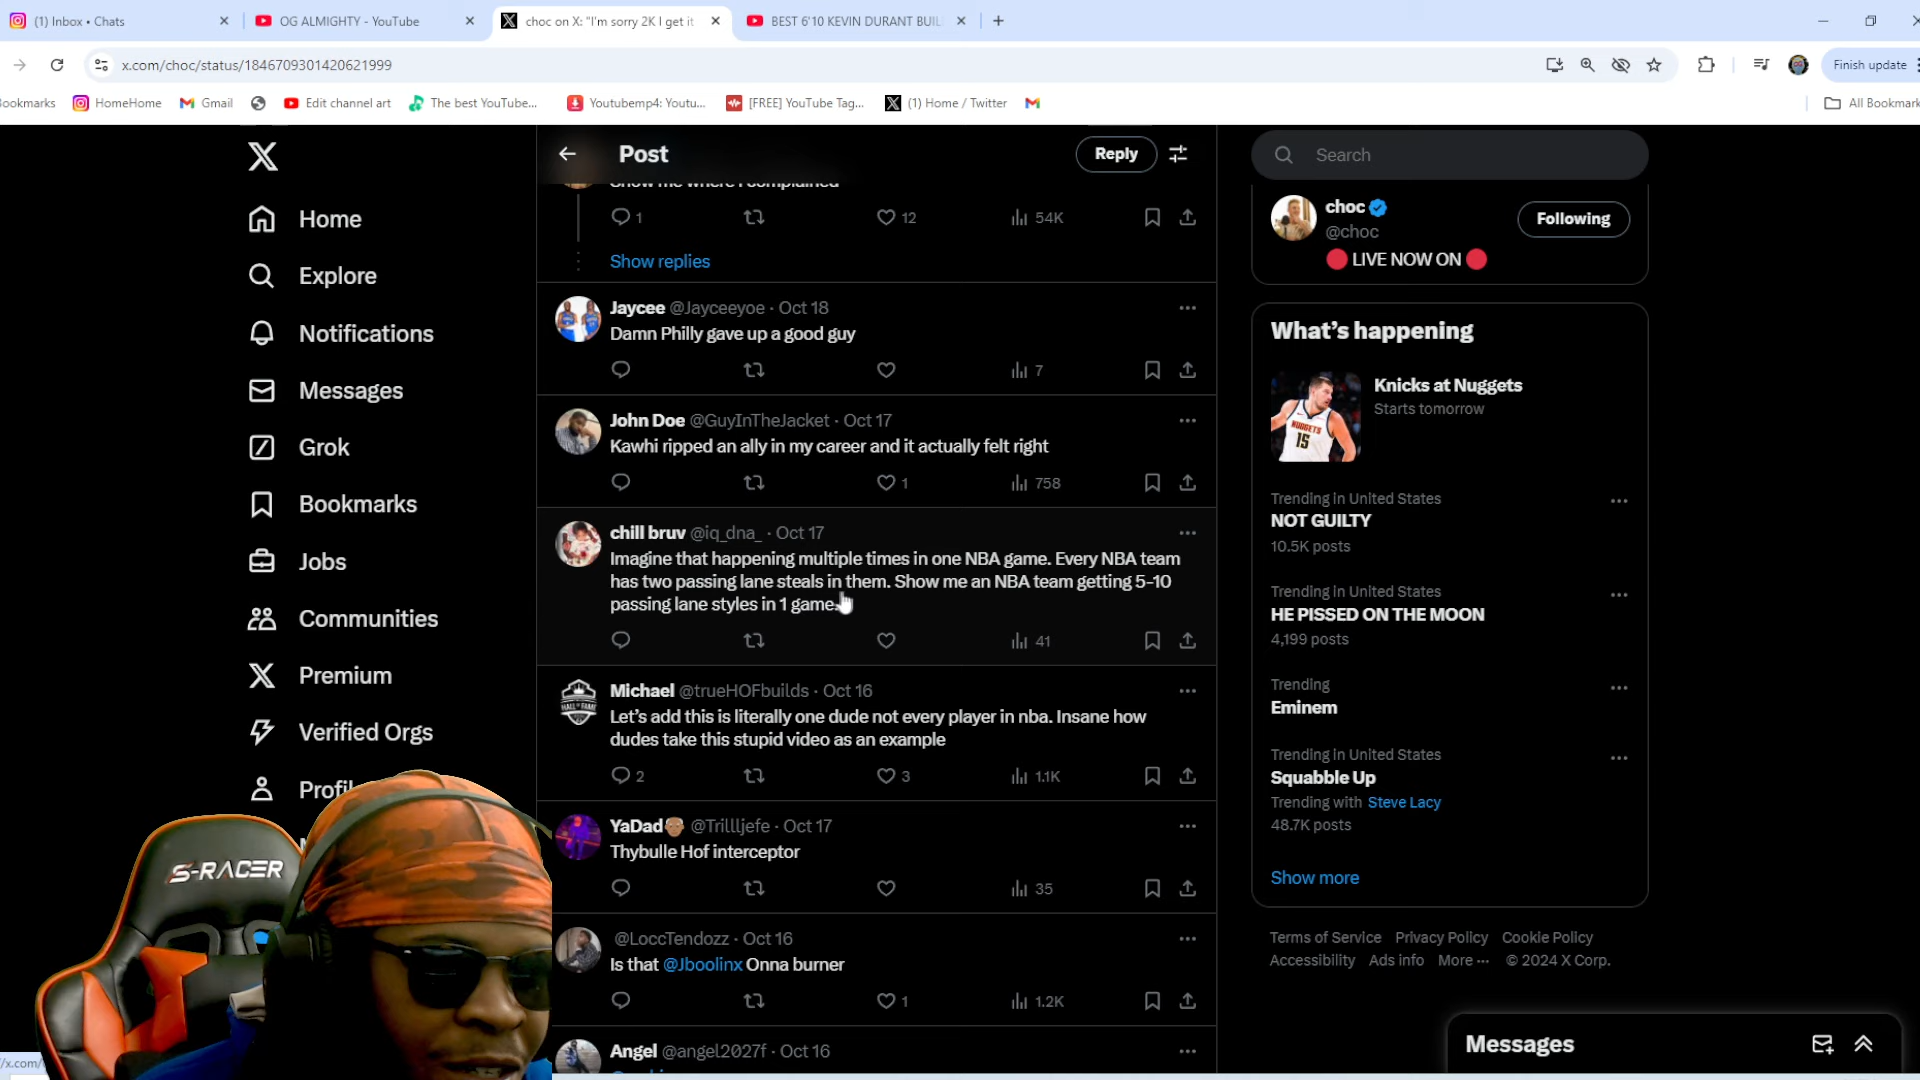 (1) Inbox • Chats
OG ALMIGHTY - YouTube
choc on X: "I'm sorry 2K I get it
BEST 6'10 KEVIN DURANT BUIL
x.com/choc/status/1846709301420621999
Finish update
Bookmarks
HomeHome
Gmail
Edit channel art
The best YouTube...
Youtubemp4: Youtu...
[FREE] YouTube Tag...
(1) Home / Twitter
All Bookmark
Home
Explore
Notifications
Messages
Grok
Bookmarks
Jobs
Communities
Premium
Verified Orgs
Profil
Post
Reply
Show me where I complained
1
12
54K
Show replies
Jaycee @Jayceeyoe · Oct 18
Damn Philly gave up a good guy
7
John Doe @GuyInTheJacket · Oct 17
Kawhi ripped an ally in my career and it actually felt right
1
758
chill bruv @iq_dna_ · Oct 17
Imagine that happening multiple times in one NBA game. Every NBA team
has two passing lane steals in them. Show me an NBA team getting 5-10
passing lane styles in 1 game.
41
Michael @trueHOFbuilds · Oct 16
Let's add this is literally one dude not every player in nba. Insane how
dudes take this stupid video as an example
2
3
1.1K
YaDad @Trillljefe · Oct 17
Thybulle Hof interceptor
35
@LoccTendozz · Oct 16
Is that @Jboolinx Onna burner
1
1.2K
Angel @angel2027f · Oct 16
Search
choc
@choc
LIVE NOW ON
Following
What's happening
Knicks at Nuggets
Starts tomorrow
NUGGETS
15
Trending in United States
NOT GUILTY
10.5K posts
Trending in United States
HE PISSED ON THE MOON
4,199 posts
Trending
Eminem
Trending in United States
Squabble Up
Trending with Steve Lacy
48.7K posts
Show more
Terms of Service Privacy Policy Cookie Policy
Accessibility Ads info More ··· © 2024 X Corp.
Messages
S-RACER
HALL of FAME
//x.com/